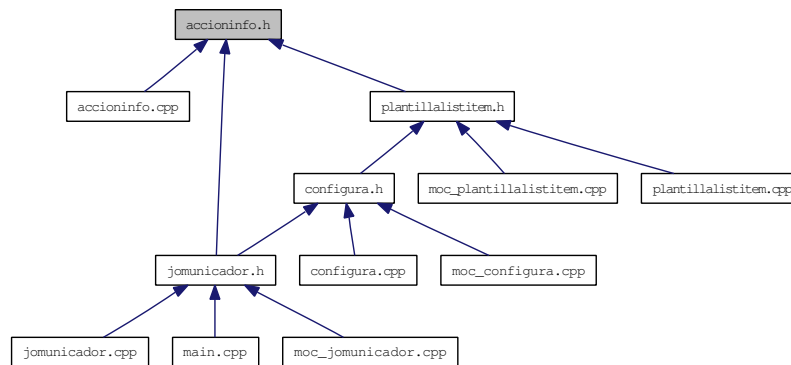 accioninfo.h
accioninfo.cpp
plantillalistitem.h
configura.h
moc_plantillalistitem.cpp
plantillalistitem.cpp
jomunicador.h
configura.cpp
moc_configura.cpp
jomunicador.cpp
main.cpp
moc_jomunicador.cpp